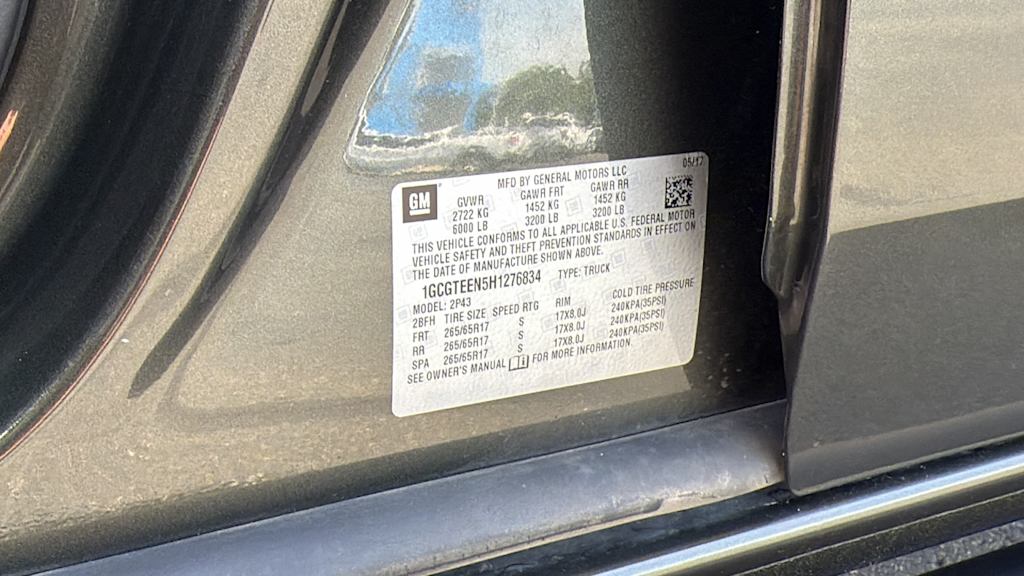 GM
MFD BY GENERAL MOTORS LLC 05/17
GVWR GAWR FRT GAWR RR
2722 KG 1452 KG 1452 KG
6000 LB 3200 LB 3200 LB
THIS VEHICLE CONFORMS TO ALL APPLICABLE U.S. FEDERAL MOTOR
VEHICLE SAFETY AND THEFT PREVENTION STANDARDS IN EFFECT ON
THE DATE OF MANUFACTURE SHOWN ABOVE.
1GCGTEEN5H1276834 TYPE: TRUCK
MODEL: 2P43
2BFH TIRE SIZE SPEED RTG RIM COLD TIRE PRESSURE
FRT 265/65R17 S 17X8.0J 240KPA(35PSI)
RR 265/65R17 S 17X8.0J 240KPA(35PSI)
SPA 265/65R17 S 17X8.0J 240KPA(35PSI)
SEE OWNER'S MANUAL FOR MORE INFORMATION.